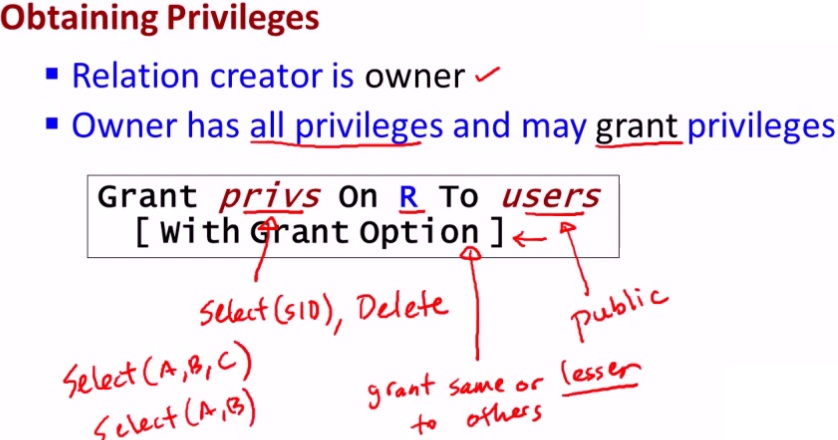 Obtaining Privileges
Relation creator is owner
Owner has all privileges and may grant privileges
Grant privs On R To users
[ With Grant Option ]
Select(sID), Delete
public
Select(A,B,C)
Select(A,B)
grant same or lesser
to others